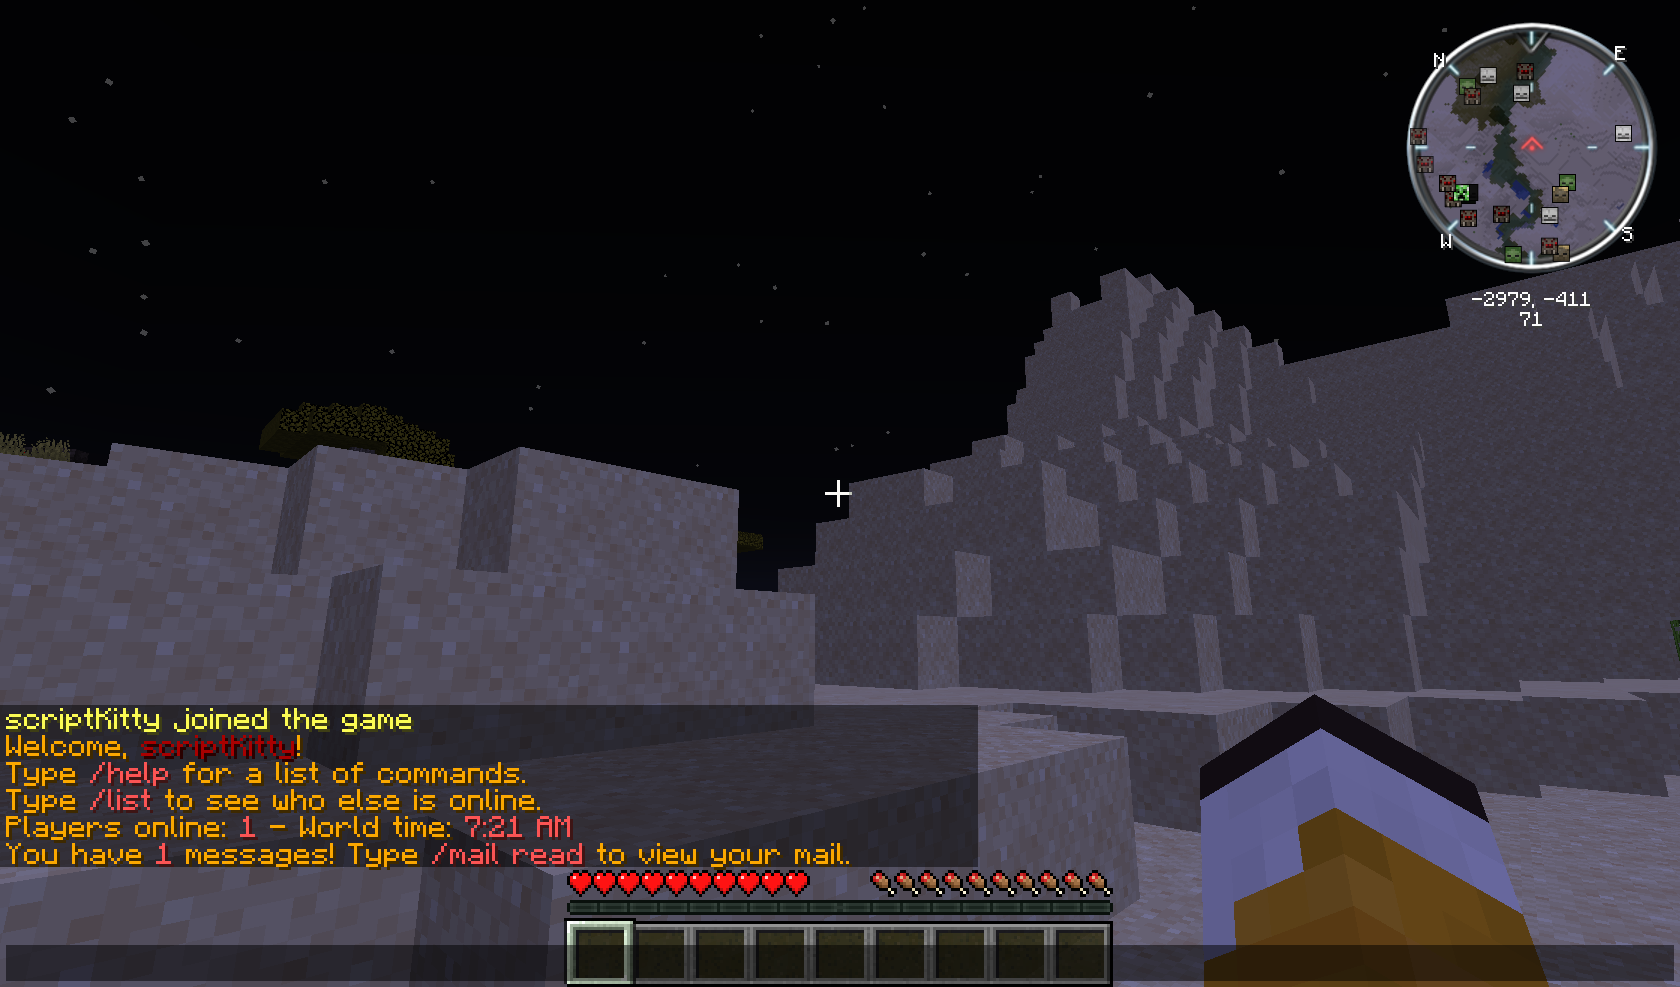 N
E
W
S
-2979, -411
71
scriptKitty joined the game
Welcome, scriptKitty!
Type /help for a list of commands.
Type /list to see who else is online.
Players online: 1 - World time: 7:21 AM
You have 1 messages! Type /mail read to view your mail.